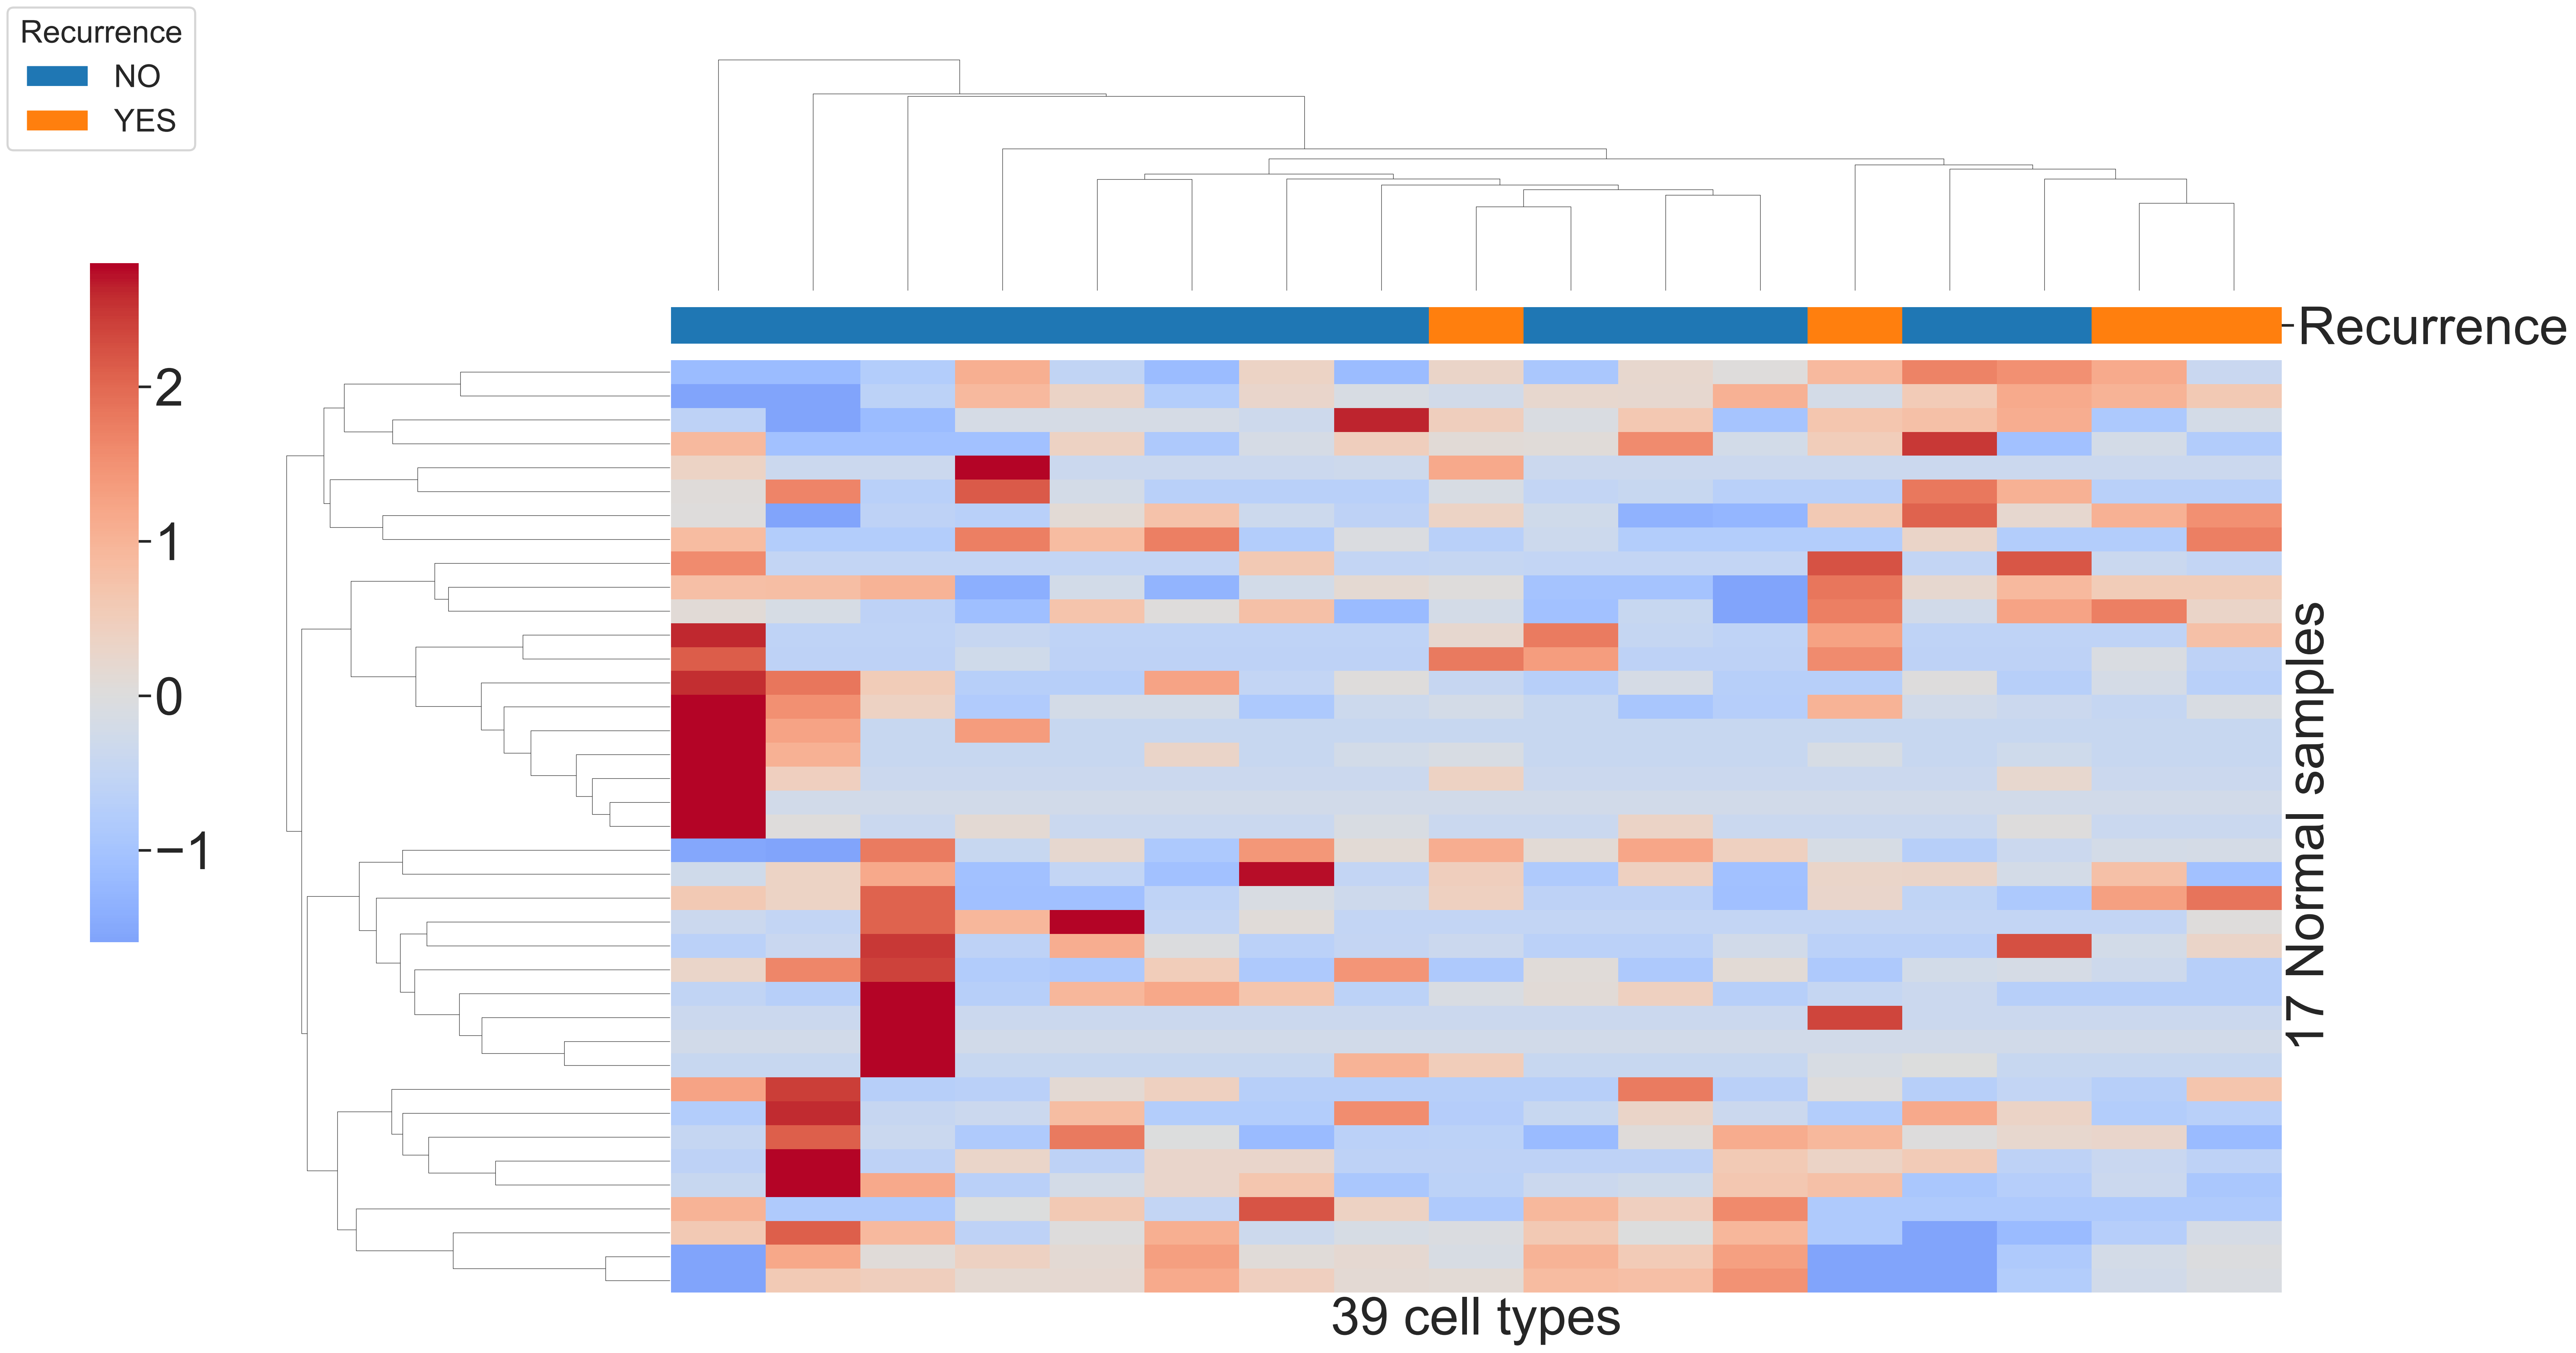 Recurrence
NO
YES
2
1
0
−1
Recurrence
17 Normal samples
39 cell types